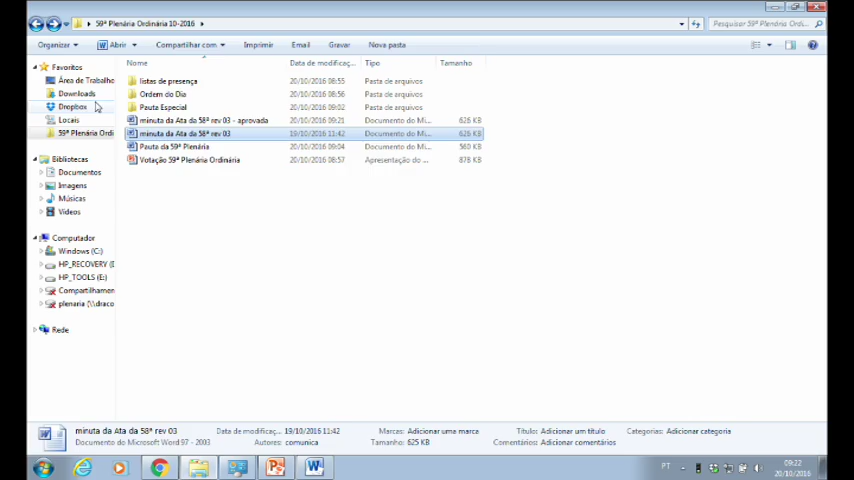 59ª Plenária Ordinária 10-2016
Pesquisar 59ª Plenária Ordi...
Organizar
Abrir
Compartilhar com
Imprimir
Email
Gravar
Nova pasta
Favoritos
Área de Trabalho
Downloads
Dropbox
Locais
59ª Plenária Ordi
Bibliotecas
Documentos
Imagens
Músicas
Vídeos
Computador
Windows (C:)
HP_RECOVERY (D
HP_TOOLS (E:)
Compartilhamen
plenaria (\\draco
Rede
Nome Data de modificaç... Tipo Tamanho
listas de presença 20/10/2016 08:55 Pasta de arquivos
Ordem do Dia 20/10/2016 08:56 Pasta de arquivos
Pauta Especial 20/10/2016 09:02 Pasta de arquivos
minuta da Ata da 58ª rev 03 - aprovada 20/10/2016 09:21 Documento do Mi... 626 KB
minuta da Ata da 58ª rev 03 19/10/2016 11:42 Documento do Mi... 626 KB
Pauta da 59ª Plenária 20/10/2016 09:04 Documento do Mi... 560 KB
Votação 59ª Plenária Ordinária 20/10/2016 08:57 Apresentação do ... 876 KB
minuta da Ata da 58ª rev 03 Data de modificaç... 19/10/2016 11:42 Marcas: Adicionar uma marca Título: Adicionar um título Categorias: Adicionar categoria
Documento do Microsoft Word 97 - 2003 Autores: comunica Tamanho: 625 KB Comentários: Adicionar comentários
PT
09:22
20/10/2016